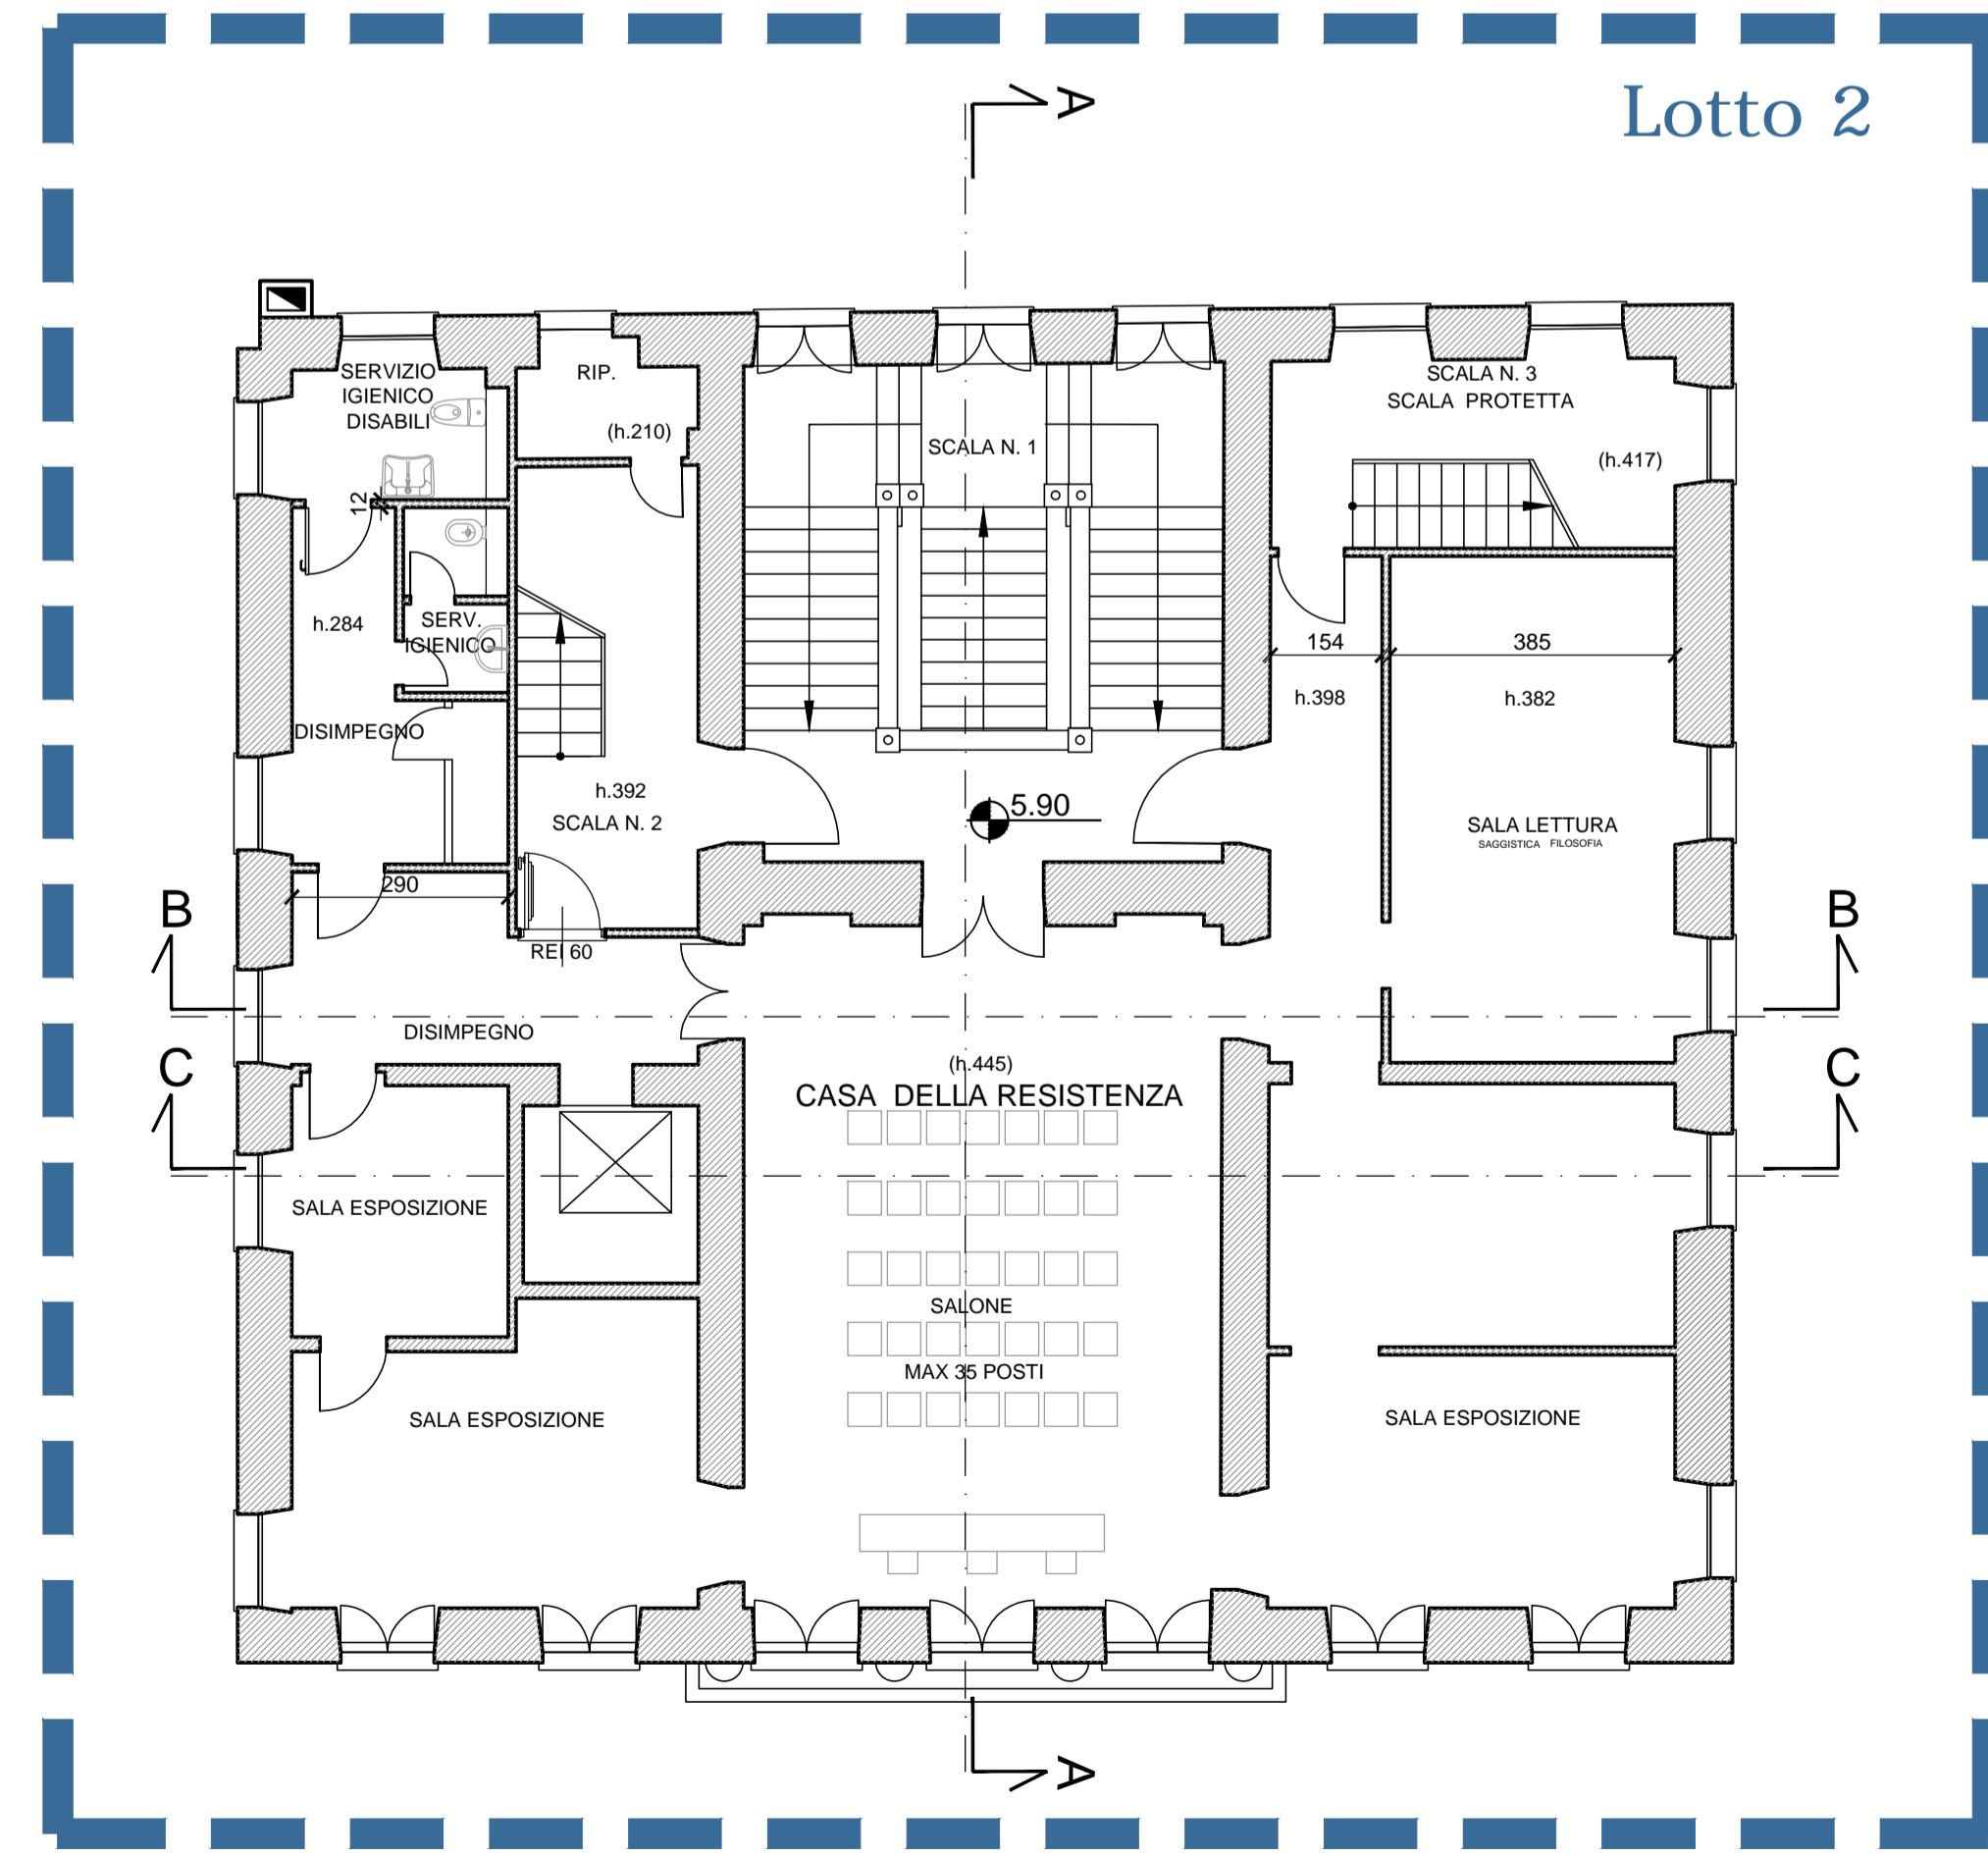 Lotto 2
A
SERVIZIO
IGIENICO
DISABILI
RIP.
(h.210)
SCALA N. 1
SCALA N. 3
SCALA PROTETTA
(h.417)
12
h.284
SERV.
IGIENICO
154
385
h.398
h.382
DISIMPEGNO
h.392
SCALA N. 2
5.90
SALA LETTURA
SAGGISTICA FILOSOFIA
290
B
B
REI 60
DISIMPEGNO
(h.445)
C
C
CASA DELLA RESISTENZA
SALA ESPOSIZIONE
SALONE
MAX 35 POSTI
SALA ESPOSIZIONE
SALA ESPOSIZIONE
A